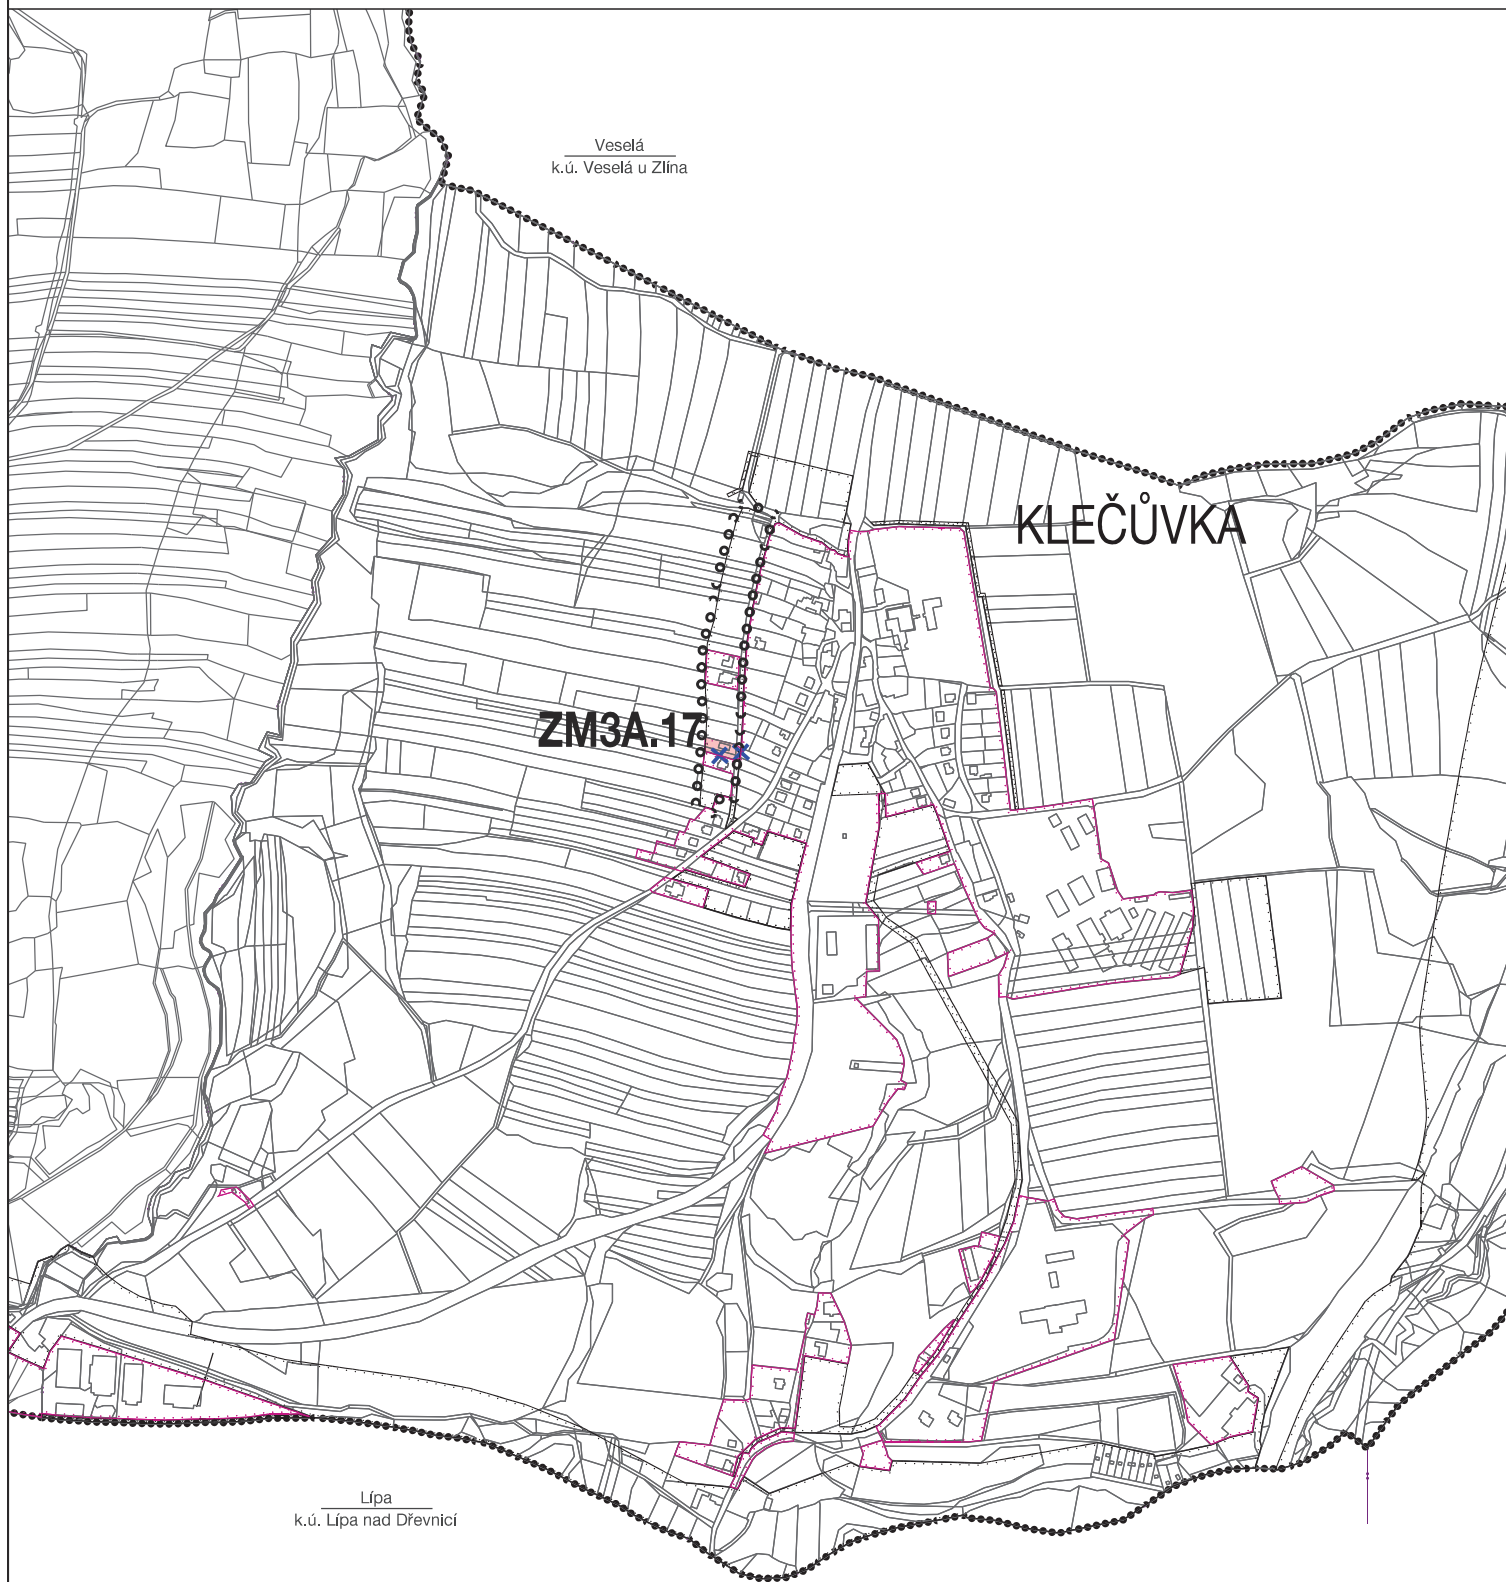 Veselá
k.ú. Veselá u Zlína
KLEČŮVKA
ZM3A.17
Lípa
k.ú. Lípa nad Dřevnicí